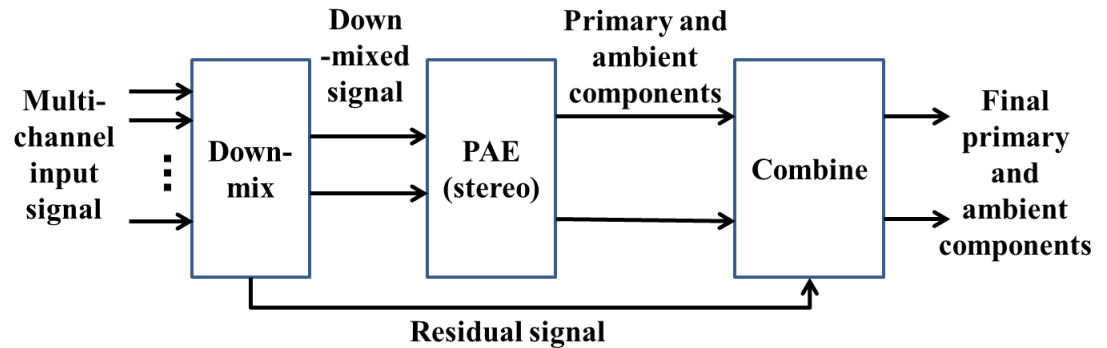 Multi-
channel
input
signal
Down-
mix
Down
-mixed
signal
PAE
(stereo)
Primary and
ambient
components
Combine
Final
primary
and
ambient
components
Residual signal